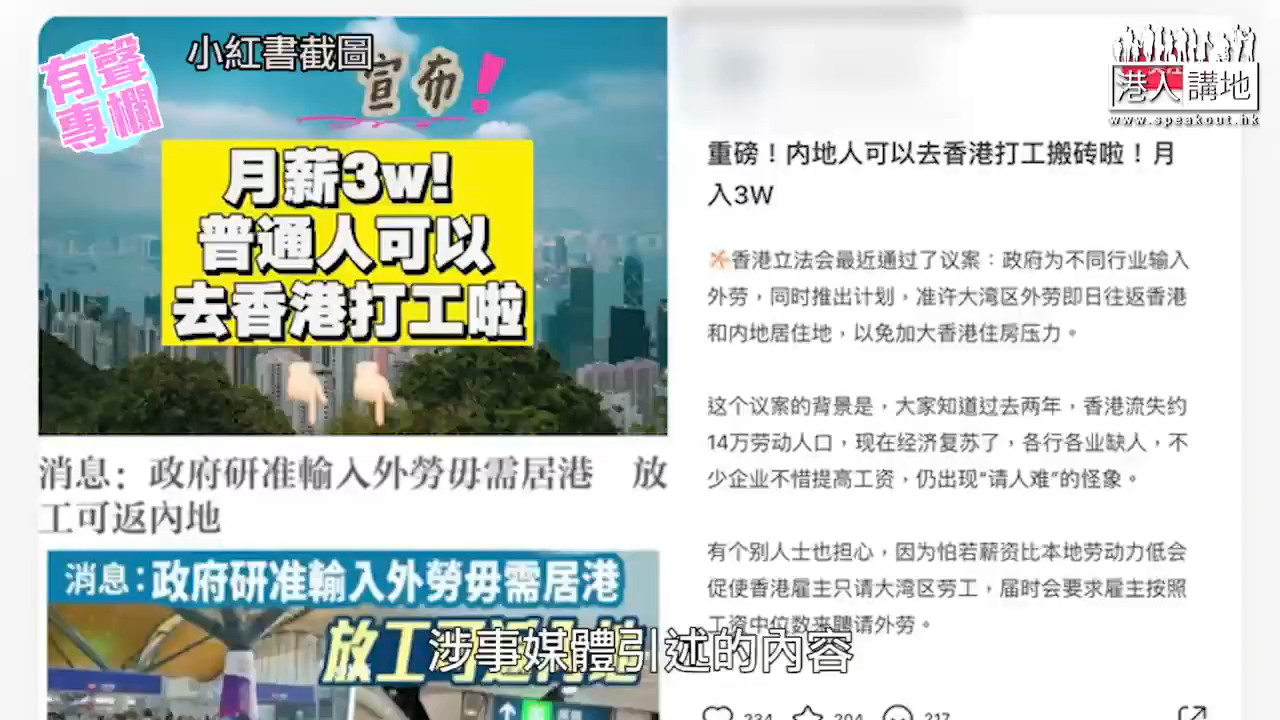 有聲
專欄
小紅書截圖
宣布!
月薪3w!
普通人可以
去香港打工啦
消息：政府研准輸入外勞毋需居港 放
工可返內地
消息：政府研准輸入外勞毋需居港
放工可返
港人講地
www.speakout.hk
重磅！内地人可以去香港打工搬砖啦！月
入3W
香港立法会最近通过了议案：政府为不同行业输入
外劳，同时推出计划，准许大湾区外劳即日往返香港
和内地居住地，以免加大香港住房压力。
这个议案的背景是，大家知道过去两年，香港流失约
14万劳动人口，现在经济复苏了，各行各业缺人，不
少企业不惜提高工资，仍出现“请人难”的怪象。
有个别人士也担心，因为怕若薪资比本地劳动力低会
促使香港雇主只请大湾区劳工，届时会要求雇主按照
工资中位数来聘请外劳。
涉事媒體引述的內容